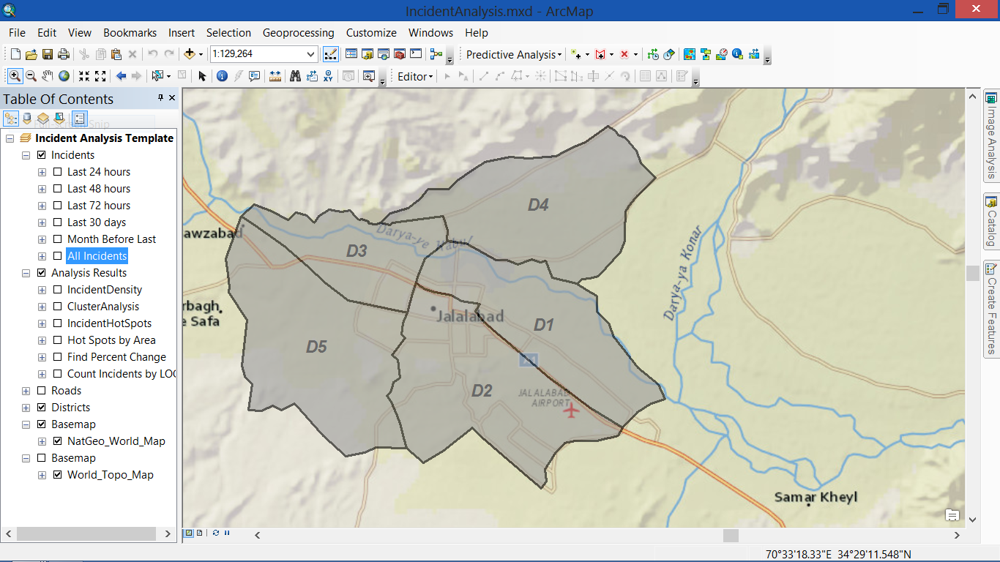 IncidentAnalysis.mxd - ArcMap
File Edit View Bookmarks Insert Selection Geoprocessing Customize Windows Help
1:129,264
Predictive Analysis
Editor
Table Of Contents
Incident Analysis Template
Incidents
Last 24 hours
Last 48 hours
Last 72 hours
Last 30 days
Month Before Last
All Incidents
Analysis Results
IncidentDensity
ClusterAnalysis
IncidentHotSpots
Hot Spots by Area
Find Percent Change
Count Incidents by LO
Roads
Districts
Basemap
NatGeo_World_Map
Basemap
World_Topo_Map
D4
awzabad
Darya-ye Kabul
D3
Darya-ya Konar
rbagh,
e Safa
Jalalabad
D1
D5
A1
D2
JALALABAD
AIRPORT
Samar Kheyl
Image Analysis
Catalog
Create Features
70°33'18.33"E 34°29'11.548"N